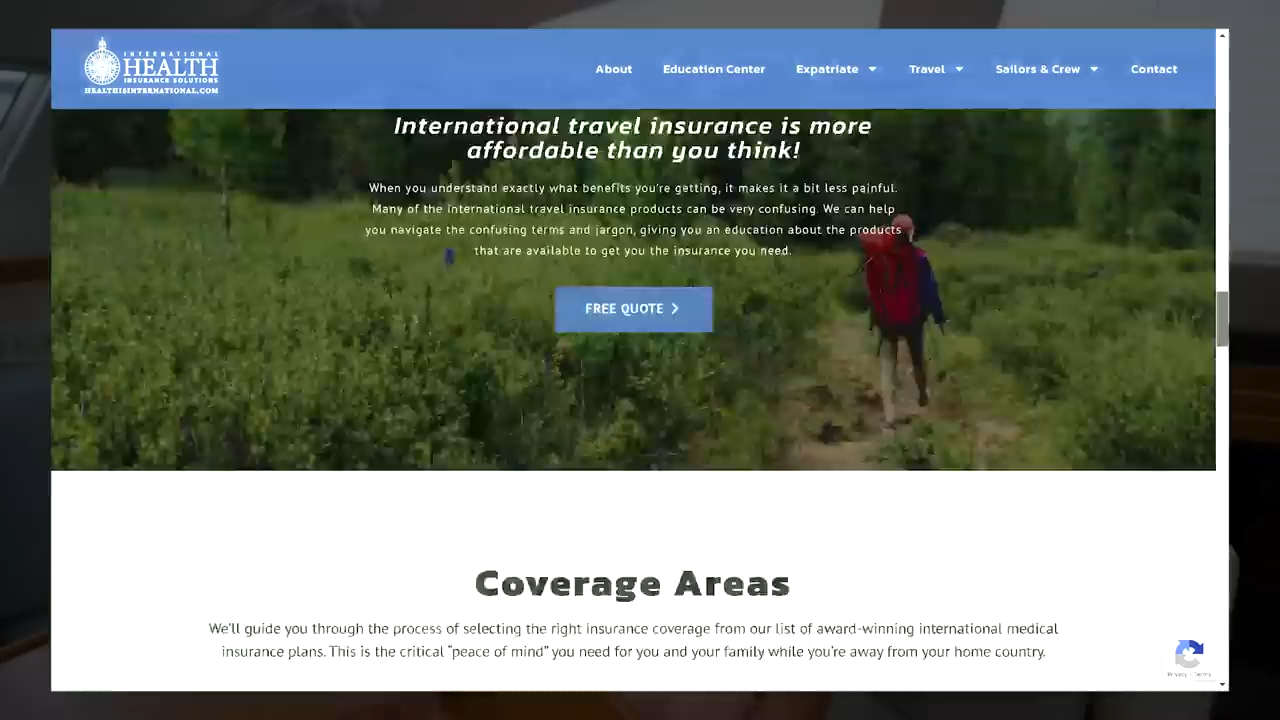 INTERNATIONAL
HEALTH
INSURANCE SOLUTIONS
HEALTHISINTERNATIONAL.COM
About
Education Center
Expatriate
Travel
Sailors & Crew
Contact
International travel insurance is more
affordable than you think!
When you understand exactly what benefits you're getting, it makes it a bit less painful.
Many of the international travel insurance products can be very confusing. We can help
you navigate the confusing terms and jargon, giving you an education about the products
that are available to get you the insurance you need.
FREE QUOTE
Coverage Areas
We'll guide you through the process of selecting the right insurance coverage from our list of award-winning international medical
insurance plans. This is the critical “peace of mind” you need for you and your family while you're away from your home country.
Privacy - Terms